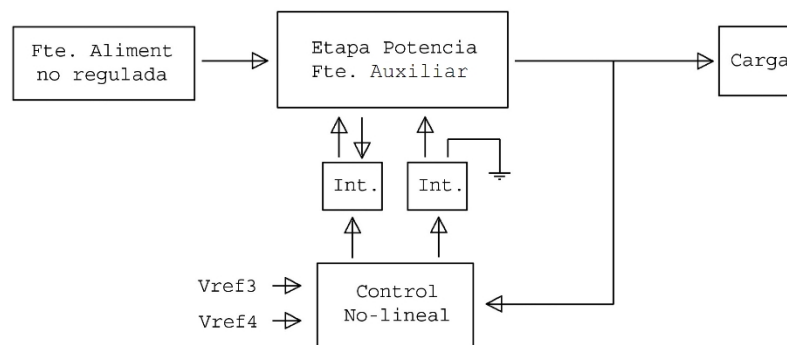 Fte. Aliment
no regulada
Etapa Potencia
Fte. Auxiliar
Carga
Int.
Int.
Vref3
Vref4
Control
No-lineal